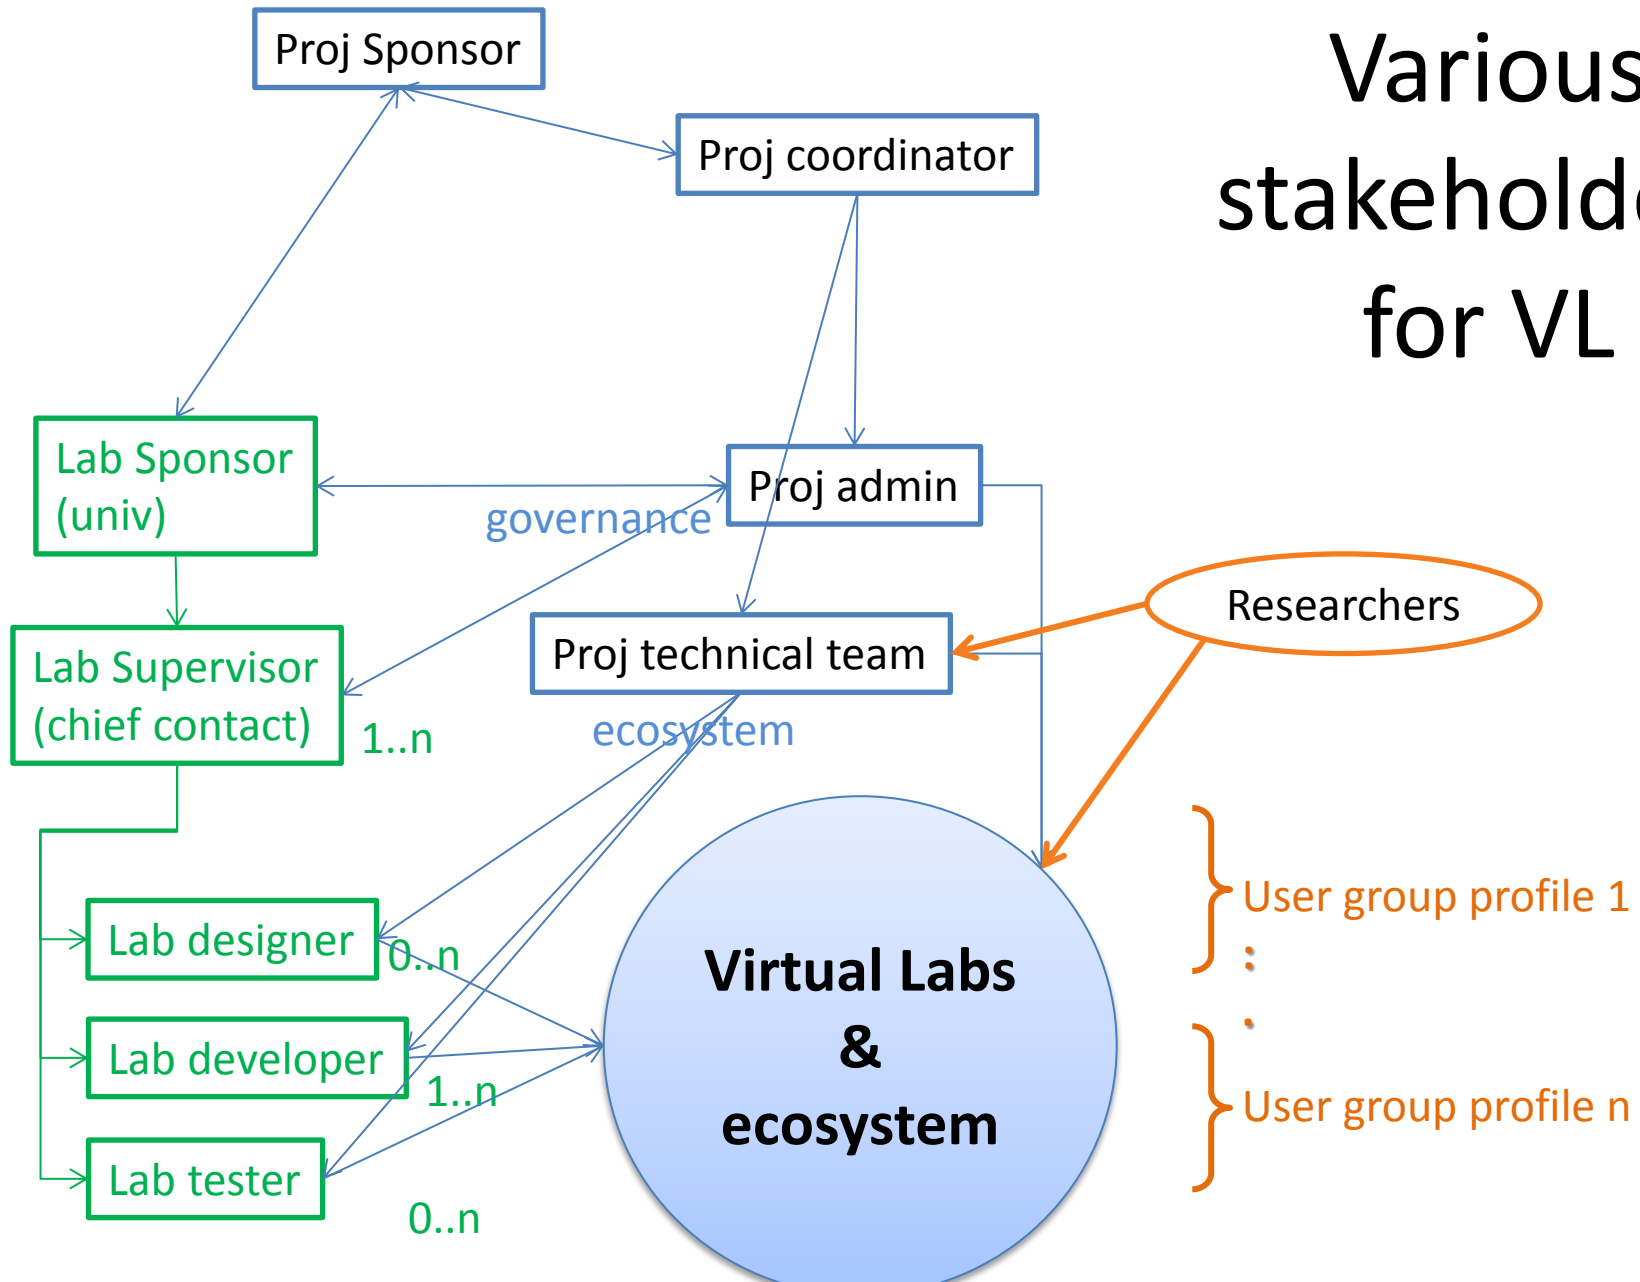 Various
stakehold
for VL
Proj Sponsor
Proj coordinator
Lab Sponsor
(univ)
Proj admin
governance
Researchers
Lab Supervisor
(chief contact)
1..n
Proj technical team
ecosystem
Lab designer
0..n
Lab developer
1..n
Lab tester
0..n
Virtual Labs
&
ecosystem
User group profile 1
:
.
User group profile n